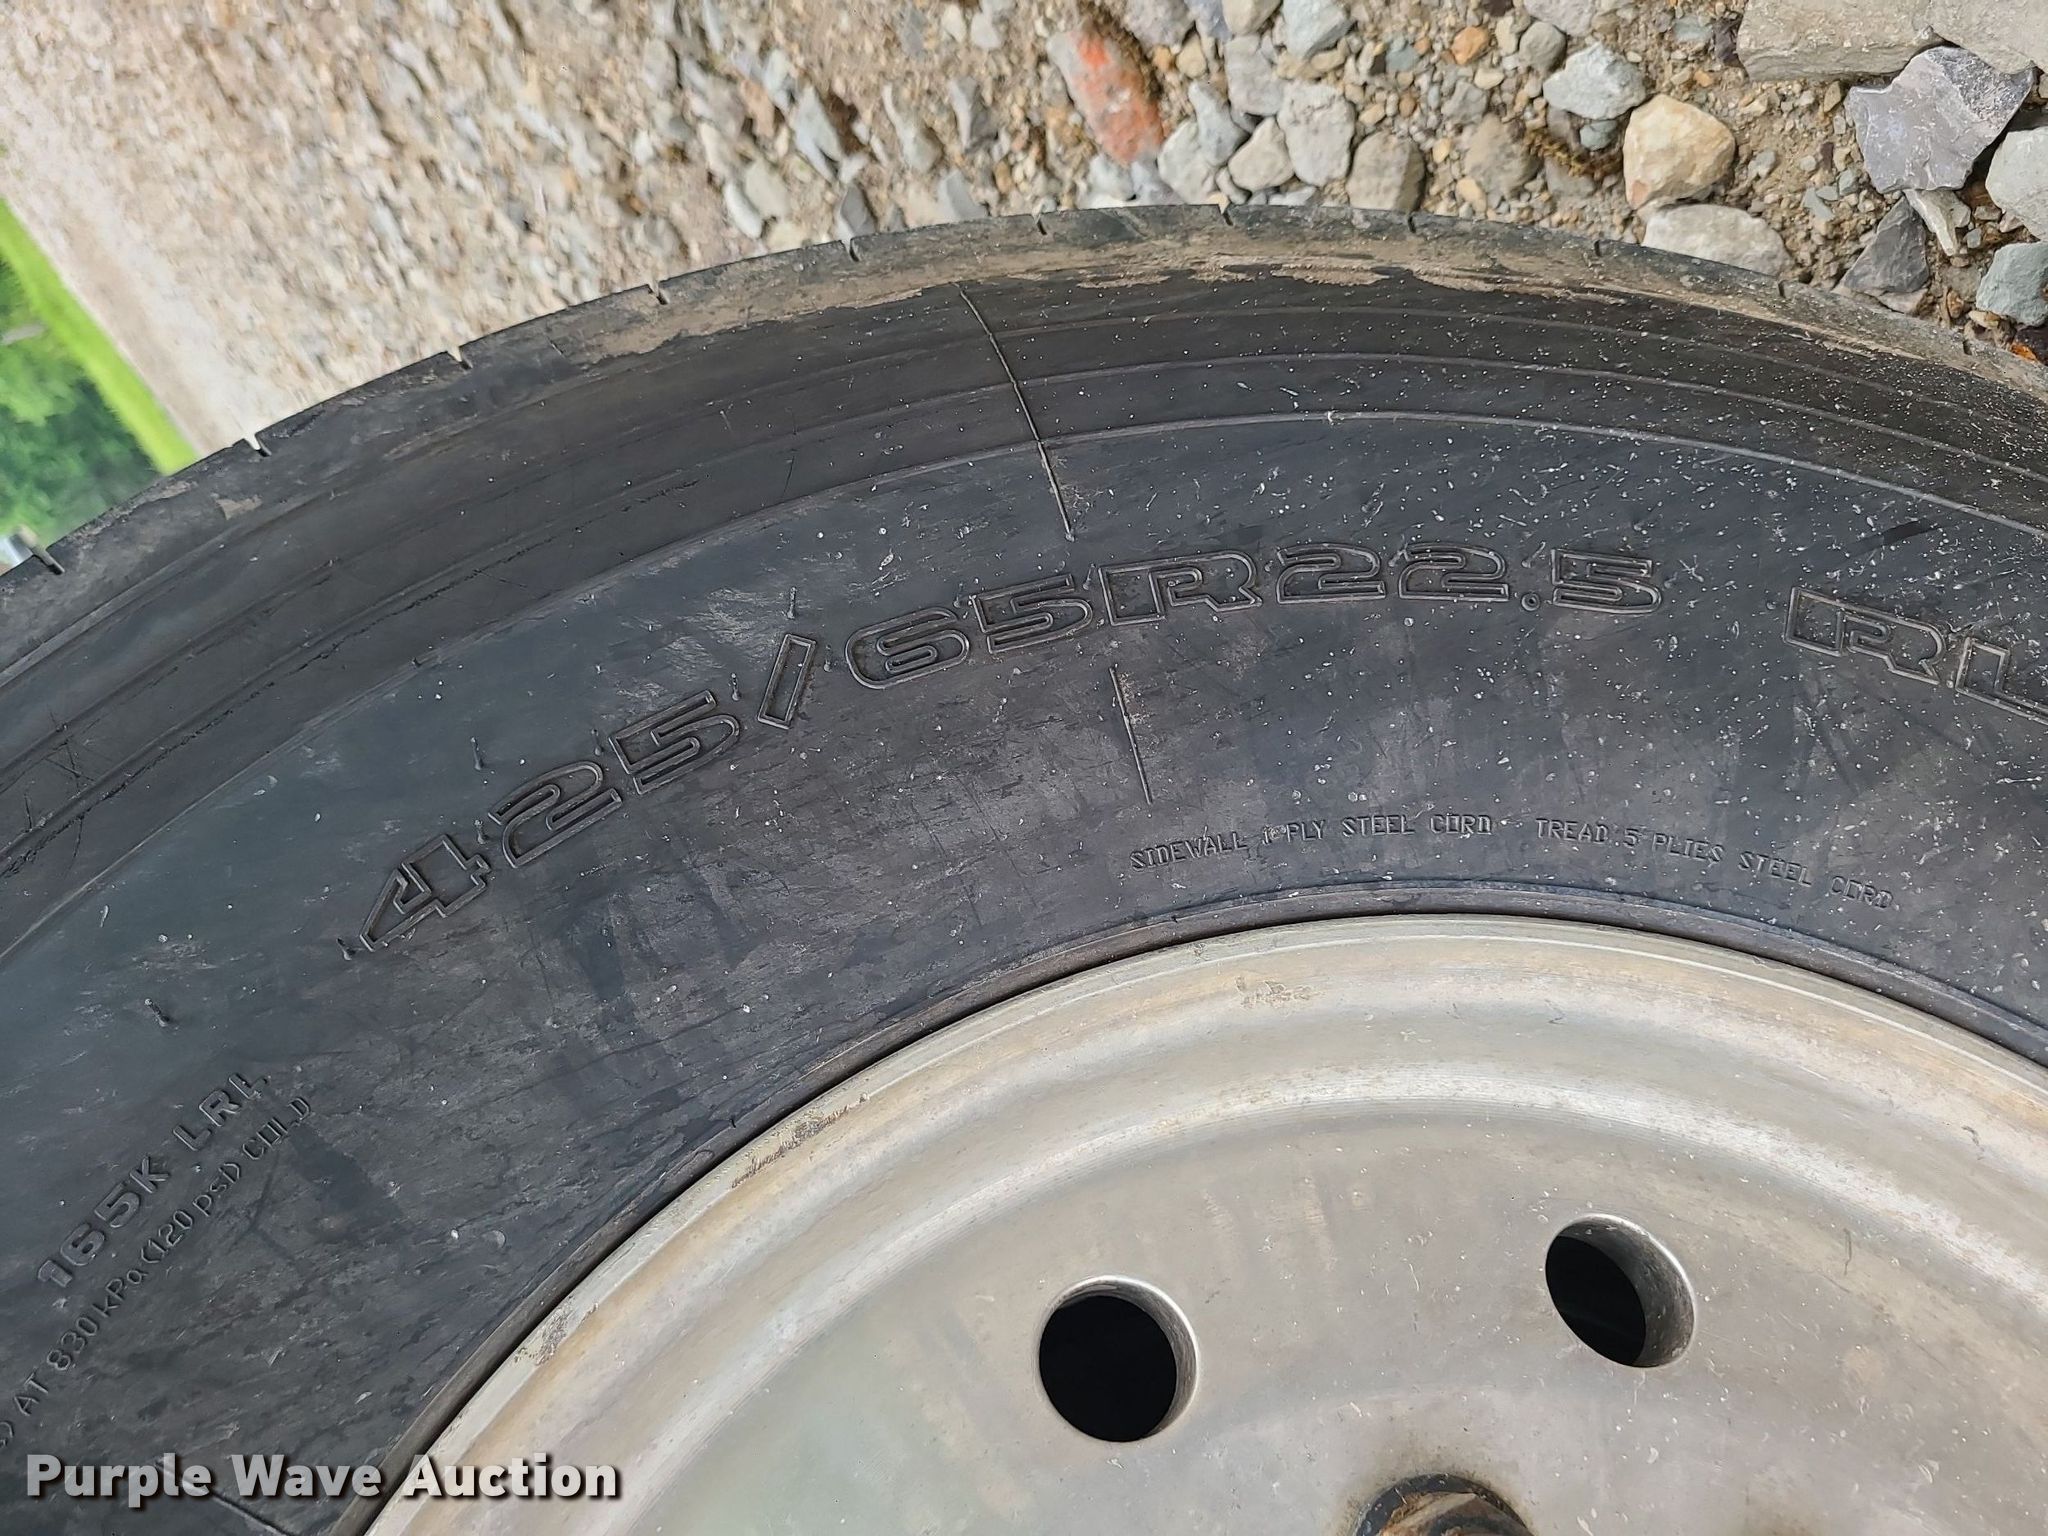 425/65R22.5 RL
SIDEWALL 1 PLY STEEL CORD TREAD 5 PLIES STEEL CORD
165K LRL
AT 830 kPa (120 psi) COLD
Purple Wave Auction